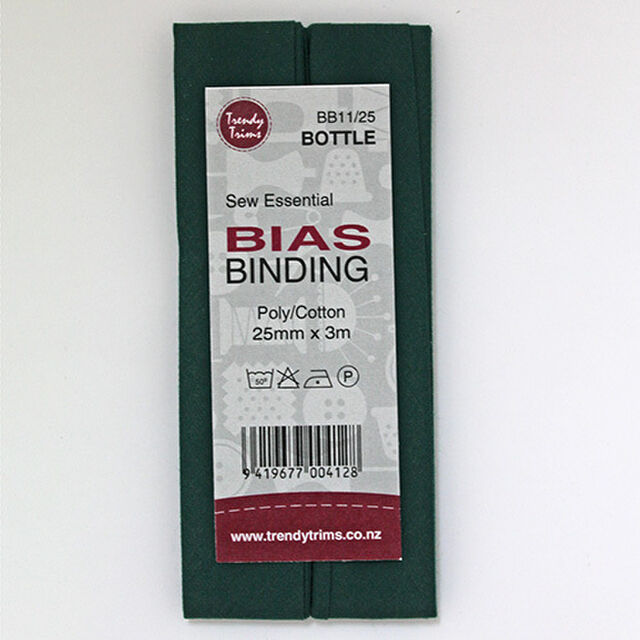 Trendy
Trims
BB11/25
BOTTLE
Sew Essential
BIAS
BINDING
Poly/Cotton
25mm x 3m
50º
P
9 419677 004128
www.trendytrims.co.nz